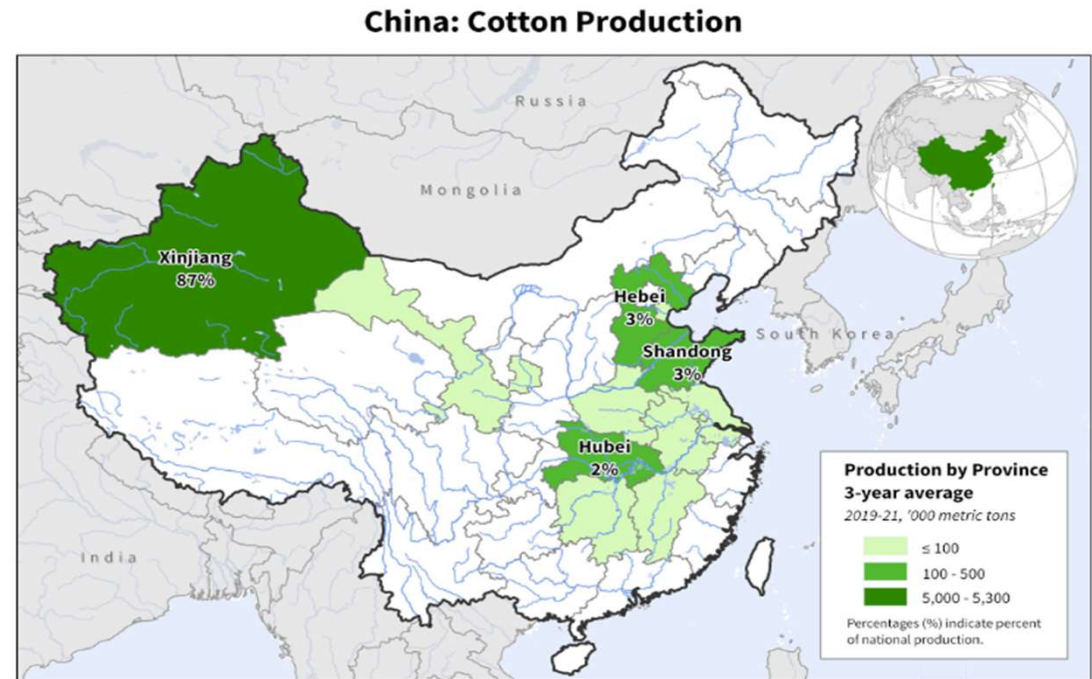 China: Cotton Production
Russia
Mongolia
Xinjiang
87%
Hebei
3%
South Korea
Shandong
3%
Hubei
2%
India
Production by Province
3-year average
2019-21, '000 metric tons
≤ 100
100 - 500
5,000 - 5,300
Percentages (%) indicate percent
of national production.